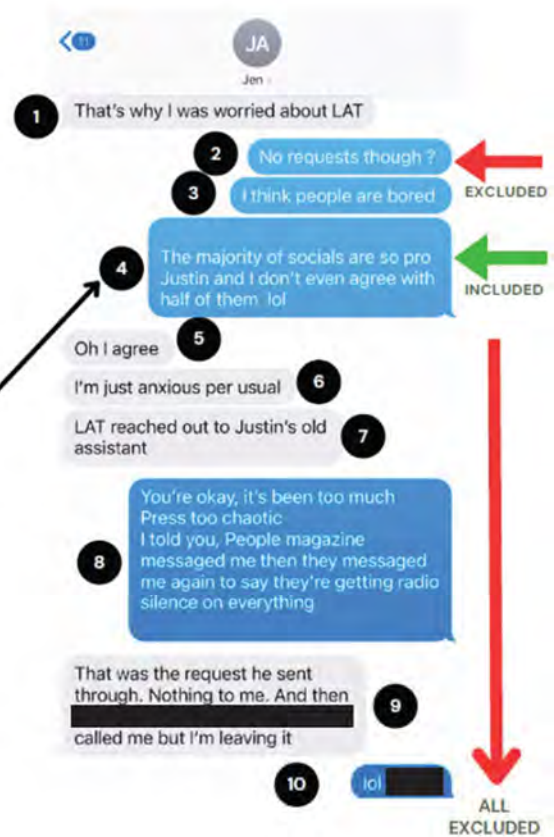 11
JA
Jen
1
That's why I was worried about LAT
2
No requests though ?
EXCLUDED
3
I think people are bored
4
The majority of socials are so pro
Justin and I don't even agree with
half of them lol
INCLUDED
Oh I agree
5
I'm just anxious per usual
6
LAT reached out to Justin's old
assistant
7
8
You're okay, it's been too much
Press too chaotic
I told you, People magazine
messaged me then they messaged
me again to say they're getting radio
silence on everything
That was the request he sent
through. Nothing to me. And then
called me but I'm leaving it
9
10
lol
ALL
EXCLUDED